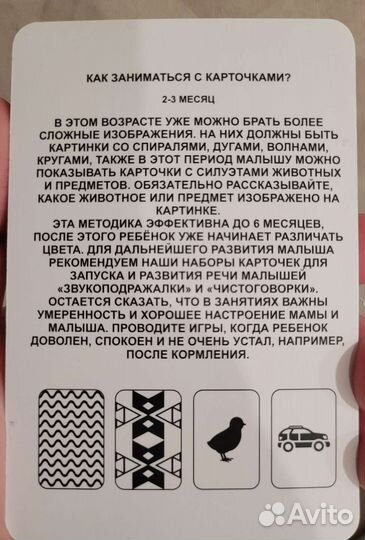 КАК ЗАНИМАТЬСЯ С КАРТОЧКАМИ?
2-3 МЕСЯЦ
В ЭТОМ ВОЗРАСТЕ УЖЕ МОЖНО БРАТЬ БОЛЕЕ
СЛОЖНЫЕ ИЗОБРАЖЕНИЯ. НА НИХ ДОЛЖНЫ БЫТЬ
КАРТИНКИ СО СПИРАЛЯМИ, ДУГАМИ, ВОЛНАМИ,
КРУГАМИ, ТАКЖЕ В ЭТОТ ПЕРИОД МАЛЫШУ МОЖНО
ПОКАЗЫВАТЬ КАРТОЧКИ С СИЛУЭТАМИ ЖИВОТНЫХ
И ПРЕДМЕТОВ. ОБЯЗАТЕЛЬНО РАССКАЗЫВАЙТЕ,
КАКОЕ ЖИВОТНОЕ ИЛИ ПРЕДМЕТ ИЗОБРАЖЕНО НА
КАРТИНКЕ.
ЭТА МЕТОДИКА ЭФФЕКТИВНА ДО 6 МЕСЯЦЕВ,
ПОСЛЕ ЭТОГО РЕБЁНОК УЖЕ НАЧИНАЕТ РАЗЛИЧАТЬ
ЦВЕТА. ДЛЯ ДАЛЬНЕЙШЕГО РАЗВИТИЯ МАЛЫША
РЕКОМЕНДУЕМ НАШИ НАБОРЫ КАРТОЧЕК ДЛЯ
ЗАПУСКА И РАЗВИТИЯ РЕЧИ МАЛЫШЕЙ
«ЗВУКОПОДРАЖАЛКИ» И «ЧИСТОГОВОРКИ».
ОСТАЕТСЯ СКАЗАТЬ, ЧТО В ЗАНЯТИЯХ ВАЖНЫ
УМЕРЕННОСТЬ И ХОРОШЕЕ НАСТРОЕНИЕ МАМЫ И
МАЛЫША. ПРОВОДИТЕ ИГРЫ, КОГДА РЕБЕНОК
ДОВОЛЕН, СПОКОЕН И НЕ ОЧЕНЬ УСТАЛ, НАПРИМЕР,
ПОСЛЕ КОРМЛЕНИЯ.
Avito